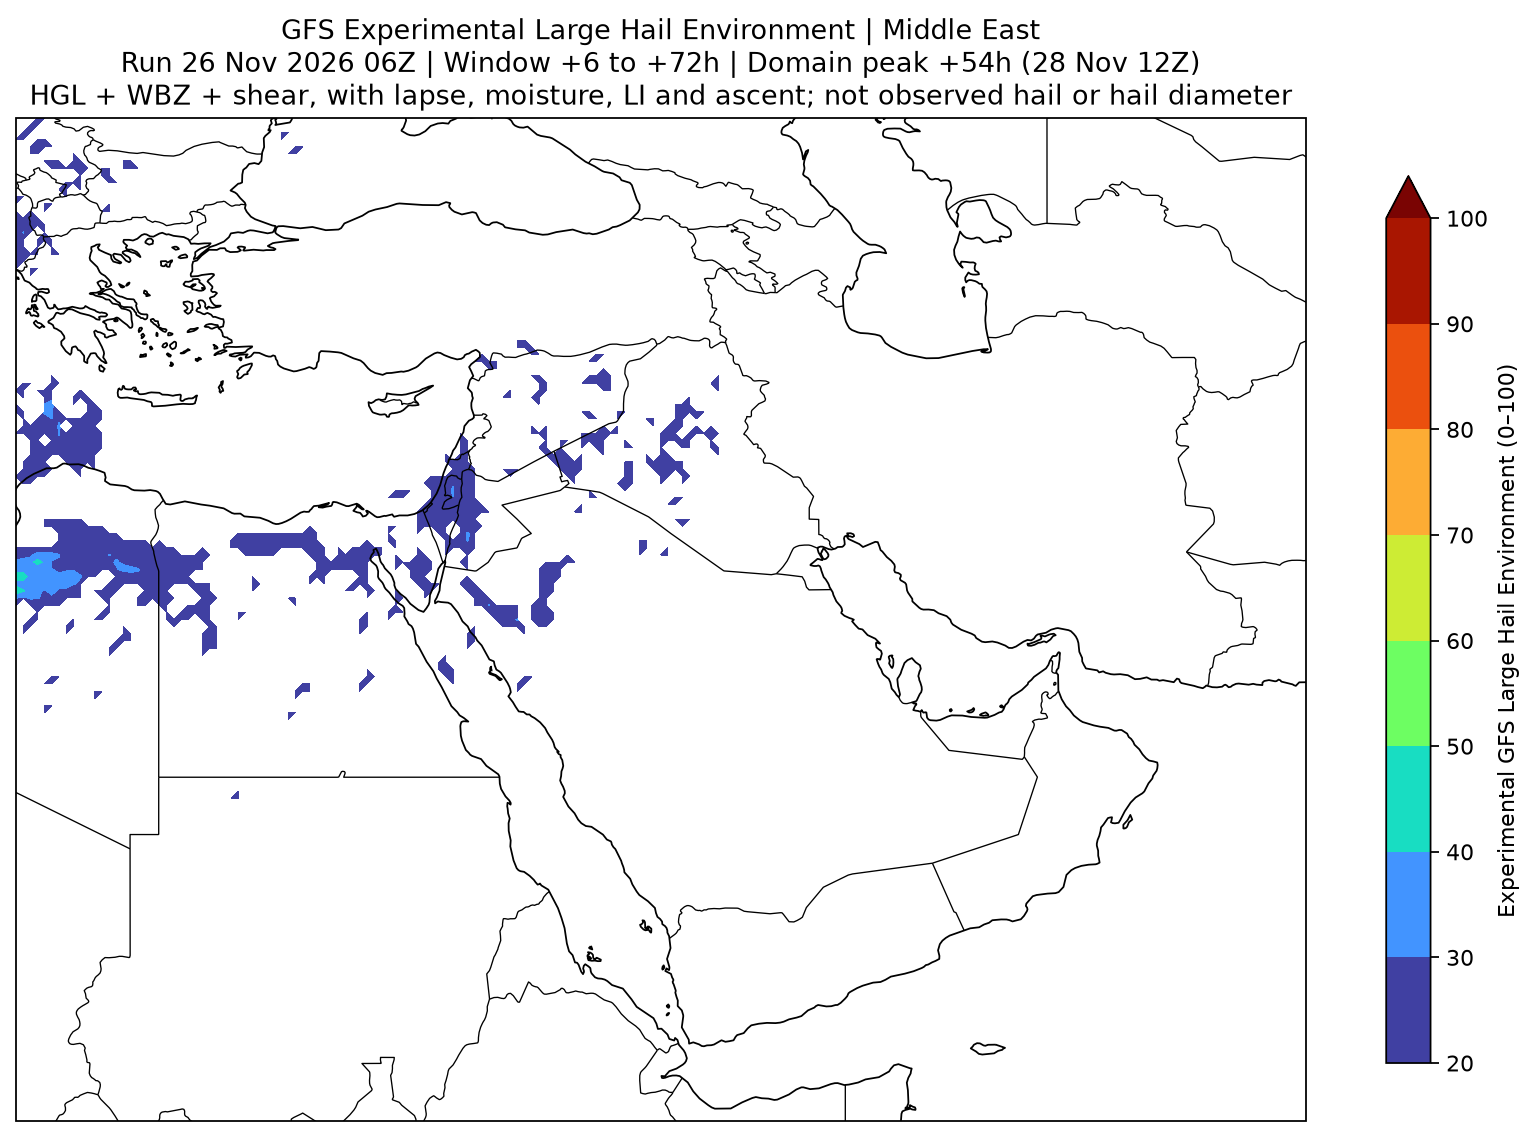 GFS Experimental Large Hail Environment | Middle East
Run 26 Nov 2026 06Z | Window +6 to +72h | Domain peak +54h (28 Nov 12Z)
HGL + WBZ + shear, with lapse, moisture, LI and ascent; not observed hail or hail diameter
100
90
80
70
60
50
40
30
20
Experimental GFS Large Hail Environment (0–100)